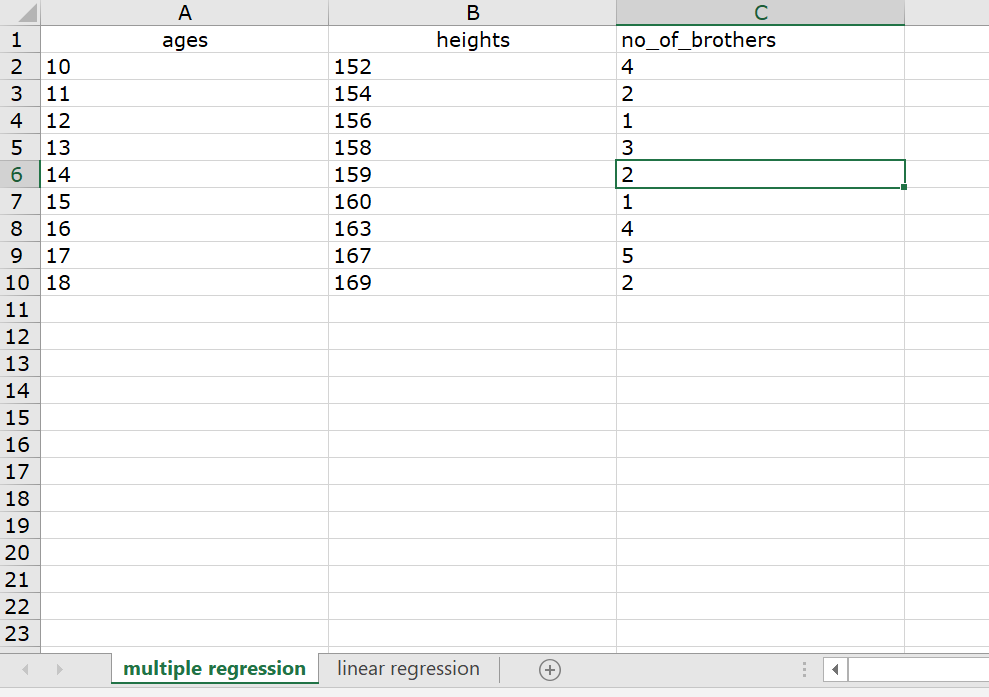 A B C
1 ages heights no_of_brothers
2 10 152 4
3 11 154 2
4 12 156 1
5 13 158 3
6 14 159 2
7 15 160 1
8 16 163 4
9 17 167 5
10 18 169 2
11
12
13
14
15
16
17
18
19
20
21
22
23
multiple regression linear regression